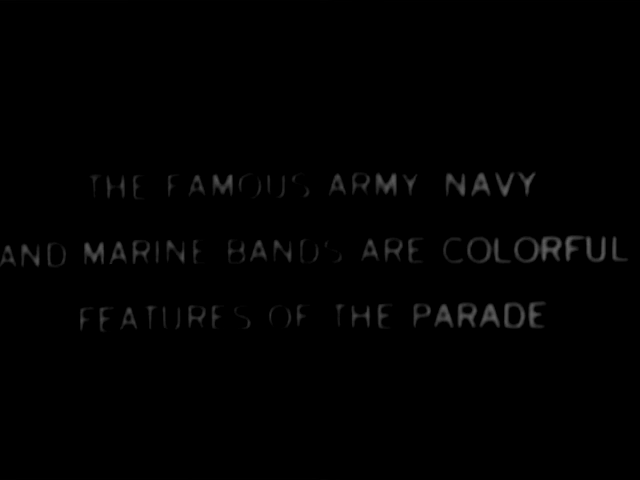 THE FAMOUS ARMY NAVY
AND MARINE BANDS ARE COLORFUL
FEATURES OF THE PARADE